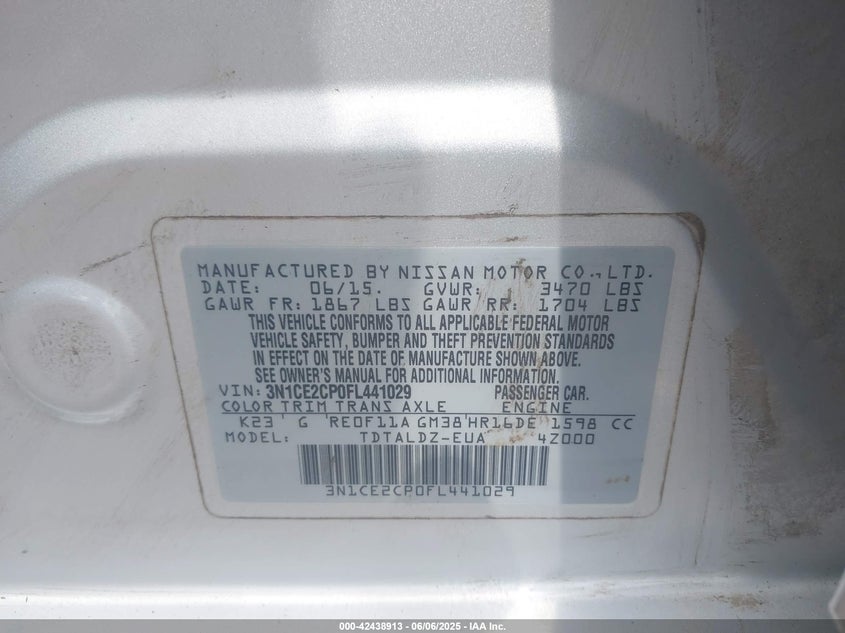 MANUFACTURED BY NISSAN MOTOR CO., LTD.
DATE: 06/15. GVWR: 3470 LBS
GAWR FR: 1867 LBS GAWR RR: 1704 LBS
THIS VEHICLE CONFORMS TO ALL APPLICABLE FEDERAL MOTOR
VEHICLE SAFETY, BUMPER AND THEFT PREVENTION STANDARDS
IN EFFECT ON THE DATE OF MANUFACTURE SHOWN ABOVE.
SEE OWNER'S MANUAL FOR ADDITIONAL INFORMATION.
VIN: 3N1CE2CP0FL441029 PASSENGER CAR.
COLOR TRIM TRANS AXLE ENGINE
K23 G RE0F11A GM38 HR16DE 1598 CC
MODEL: TDTALDZ-EUA 4Z000
3N1CE2CP0FL441029
000-42438913 - 06/06/2025 - IAA Inc.